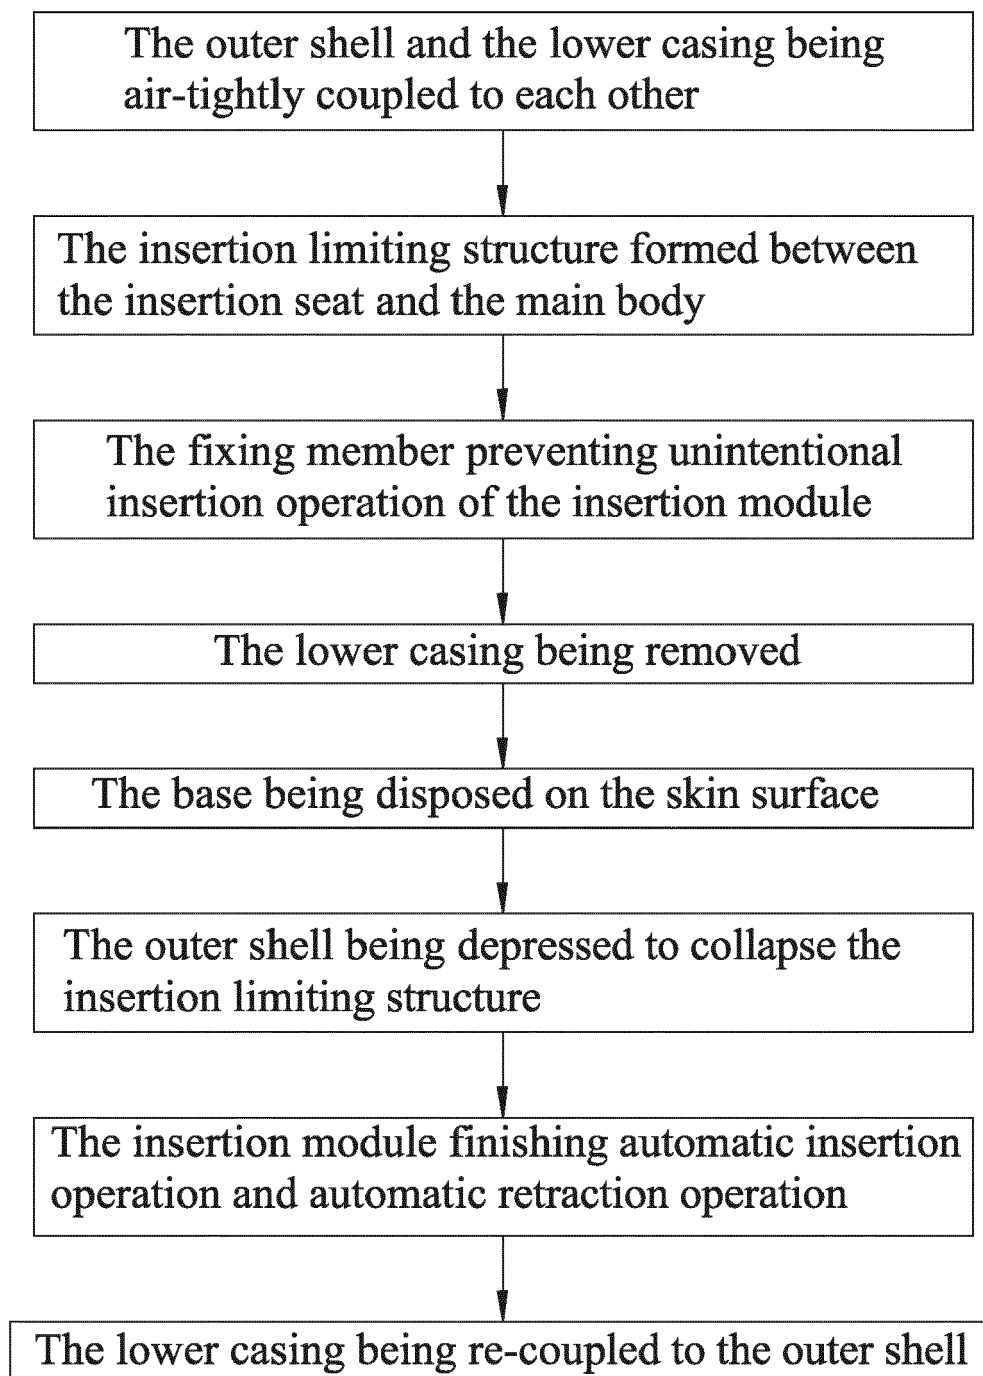 The outer shell and the lower casing being
air-tightly coupled to each other
The insertion limiting structure formed between
the insertion seat and the main body
The fixing member preventing unintentional
insertion operation of the insertion module
The lower casing being removed
The base being disposed on the skin surface
The outer shell being depressed to collapse the
insertion limiting structure
The insertion module finishing automatic insertion
operation and automatic retraction operation
The lower casing being re-coupled to the outer shell